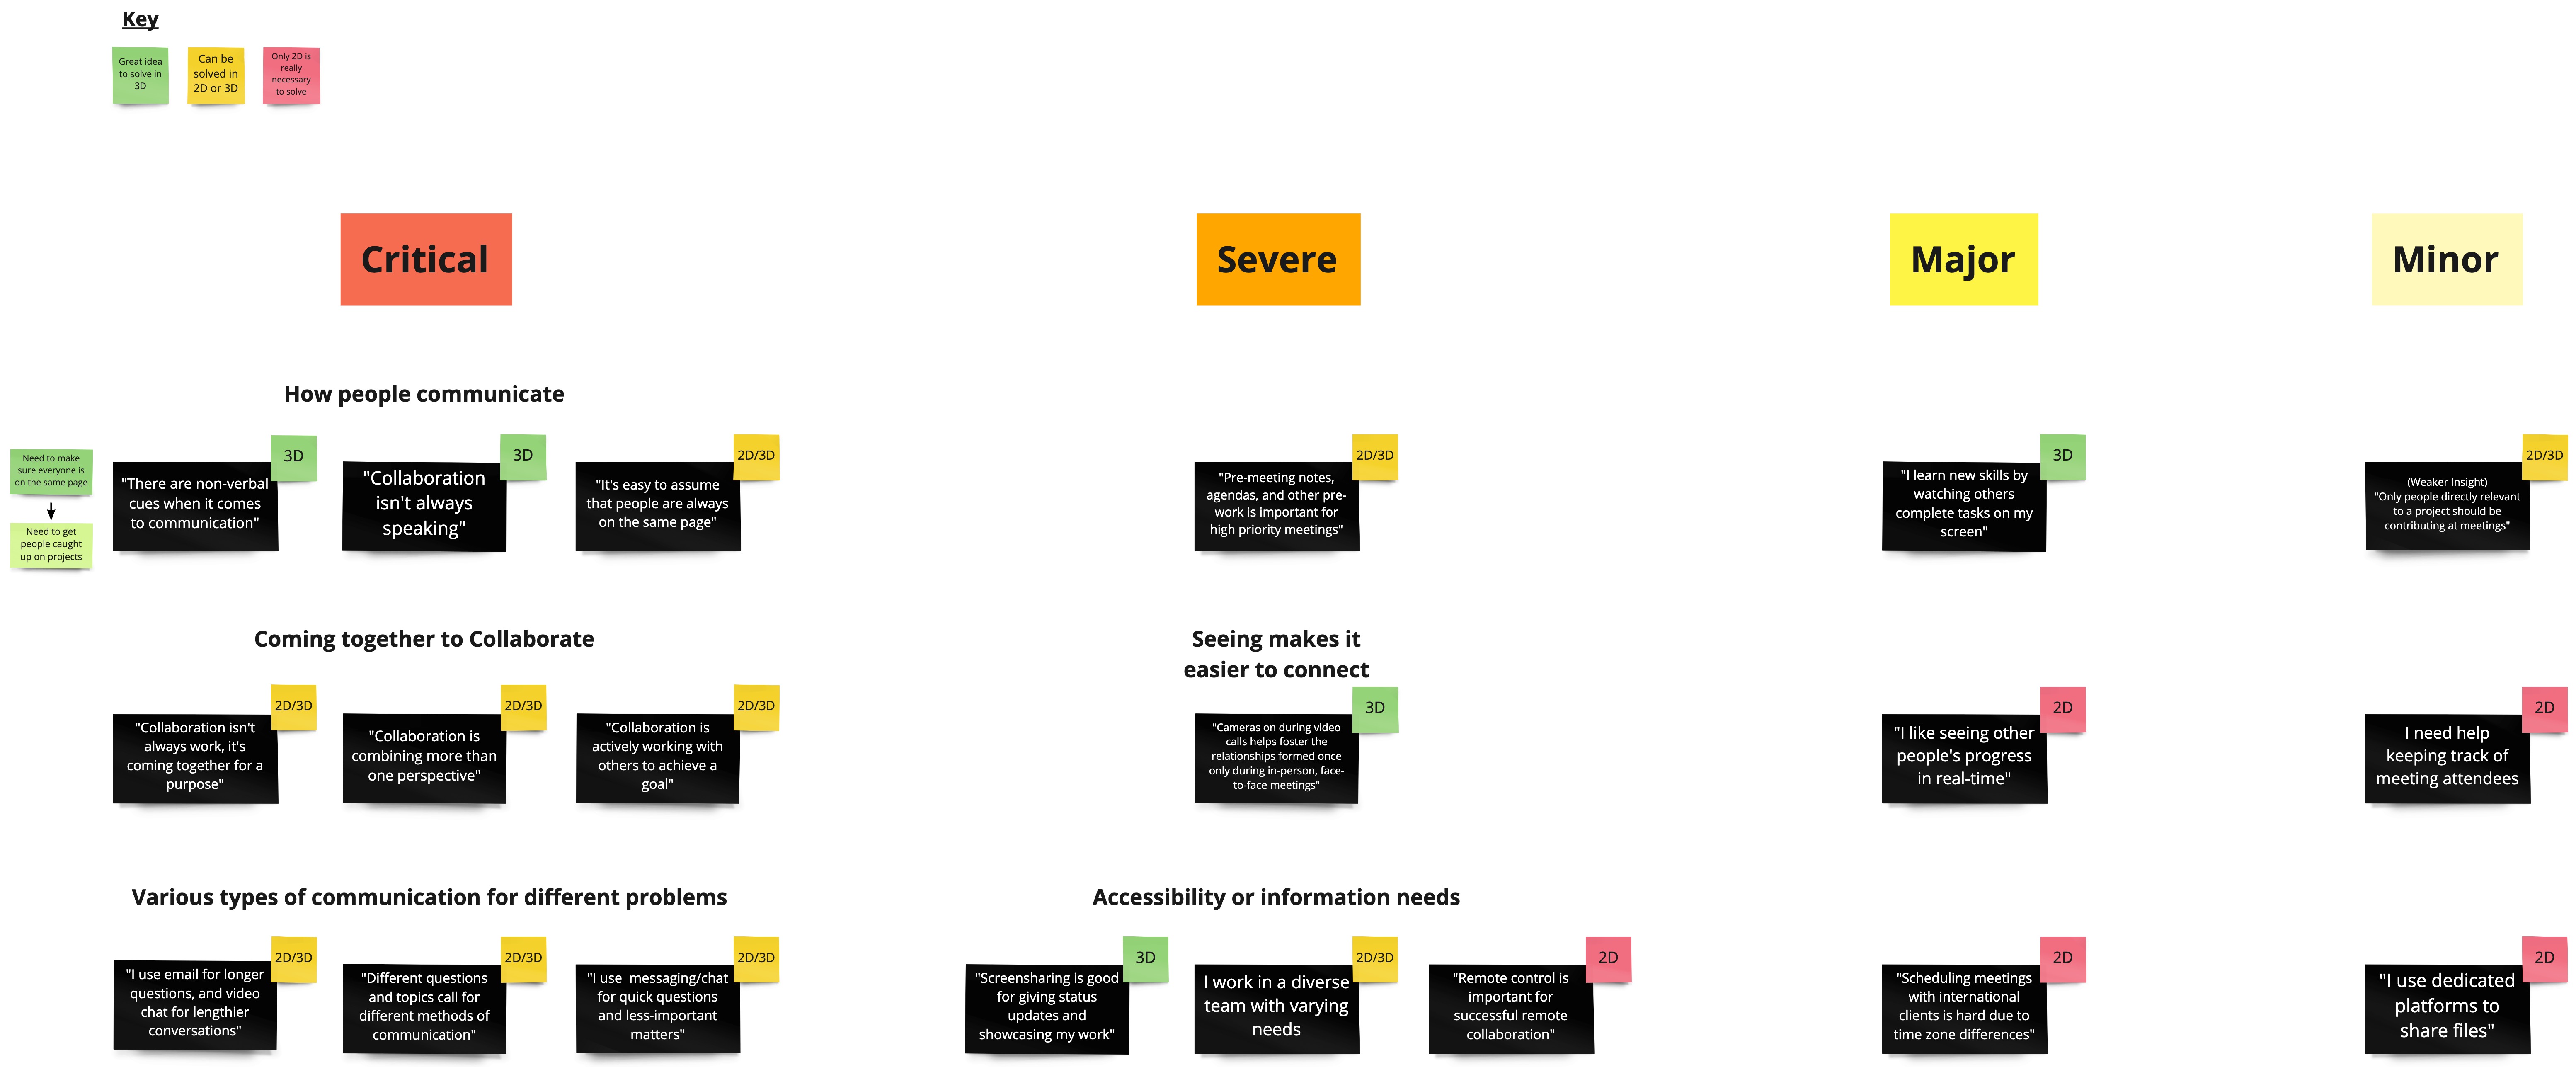 Key
Great idea
to solve in
3D
Can be
solved in
2D or 3D
Only 2D is
really
necessary
to solve
Critical
Severe
Major
Minor
How people communicate
Need to make
sure everyone is
on the same page
Need to get
people caught
up on projects
3D
"There are non-verbal
cues when it comes
to communication"
3D
"Collaboration
isn't always
speaking"
2D/3D
"It's easy to assume
that people are always
on the same page"
2D/3D
"Pre-meeting notes,
agendas, and other pre-
work is important for
high priority meetings"
3D
"I learn new skills by
watching others
complete tasks on my
screen"
2D/3D
(Weaker Insight)
"Only people directly relevant
to a project should be
contributing at meetings"
Coming together to Collaborate
2D/3D
"Collaboration isn't
always work, it's
coming together for a
purpose"
2D/3D
"Collaboration is
combining more than
one perspective"
2D/3D
"Collaboration is
actively working with
others to achieve a
goal"
Seeing makes it
easier to connect
3D
"Cameras on during video
calls helps foster the
relationships formed once
only during in-person, face-
to-face meetings"
2D
"I like seeing other
people's progress
in real-time"
2D
I need help
keeping track of
meeting attendees
Various types of communication for different problems
2D/3D
"I use email for longer
questions, and video
chat for lengthier
conversations"
2D/3D
"Different questions
and topics call for
different methods of
communication"
2D/3D
"I use  messaging/chat
for quick questions
and less-important
matters"
Accessibility or information needs
3D
"Screensharing is good
for giving status
updates and
showcasing my work"
2D/3D
I work in a diverse
team with varying
needs
2D
"Remote control is
important for
successful remote
collaboration"
2D
"Scheduling meetings
with international
clients is hard due to
time zone differences"
2D
"I use dedicated
platforms to
share files"